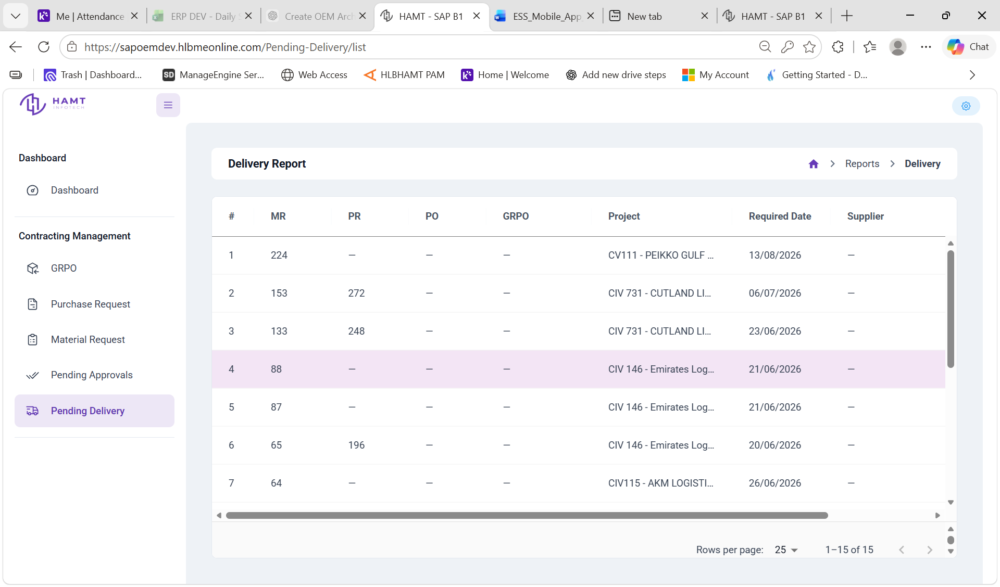 Me | Attendance
ERP DEV - Daily S
Create OEM Arch
HAMT - SAP B1
ESS_Mobile_App_
New tab
HAMT - SAP B1
https://sapoemdev.hlbmeonline.com/Pending-Delivery/list
Chat
Trash | Dashboard...
SD ManageEngine Ser...
Web Access
HLBHAMT PAM
Home | Welcome
Add new drive steps
My Account
Getting Started - D...
HAMT
INFOTECH
Dashboard
Dashboard
Contracting Management
GRPO
Purchase Request
Material Request
Pending Approvals
Pending Delivery
Delivery Report
Reports
Delivery
# MR PR PO GRPO Project Required Date Supplier
1 224 — — — CV111 - PEIKKO GULF ... 13/08/2026 —
2 153 272 — — CIV 731 - CUTLAND LI... 06/07/2026 —
3 133 248 — — CIV 731 - CUTLAND LI... 23/06/2026 —
4 88 — — — CIV 146 - Emirates Log... 21/06/2026 —
5 87 — — — CIV 146 - Emirates Log... 21/06/2026 —
6 65 196 — — CIV 146 - Emirates Log... 20/06/2026 —
7 64 — — — CIV115 - AKM LOGISTI... 26/06/2026 —
Rows per page: 25 1–15 of 15